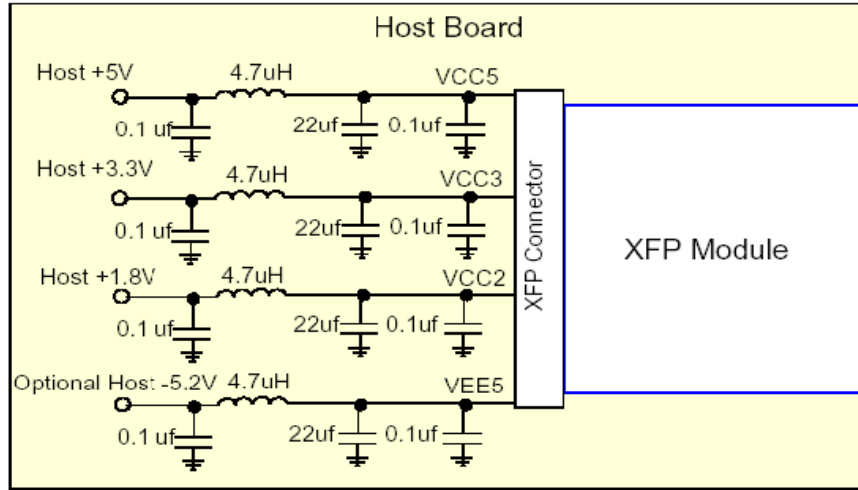 Host Board
Host +5V
4.7uH
VCC5
0.1 uf
22uf
0.1uf
Host +3.3V
4.7uH
VCC3
0.1 uf
22uf
0.1uf
Host +1.8V
4.7uH
VCC2
0.1 uf
22uf
0.1uf
Optional Host -5.2V
4.7uH
VEE5
0.1 uf
22uf
0.1uf
XFP Connector
XFP Module